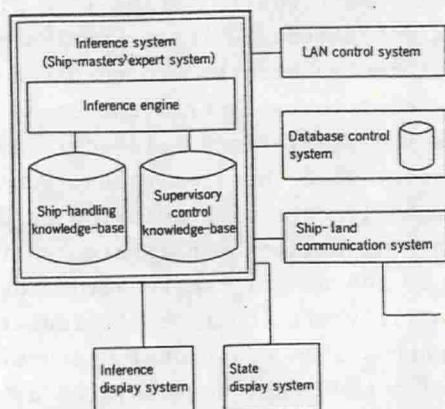 Inference system
(Ship-masters' expert system)
Inference engine
Ship-handling
knowledge-base
Supervisory
control
knowledge-base
LAN control system
Database control
system
Ship-land
communication system
Inference
display system
State
display system